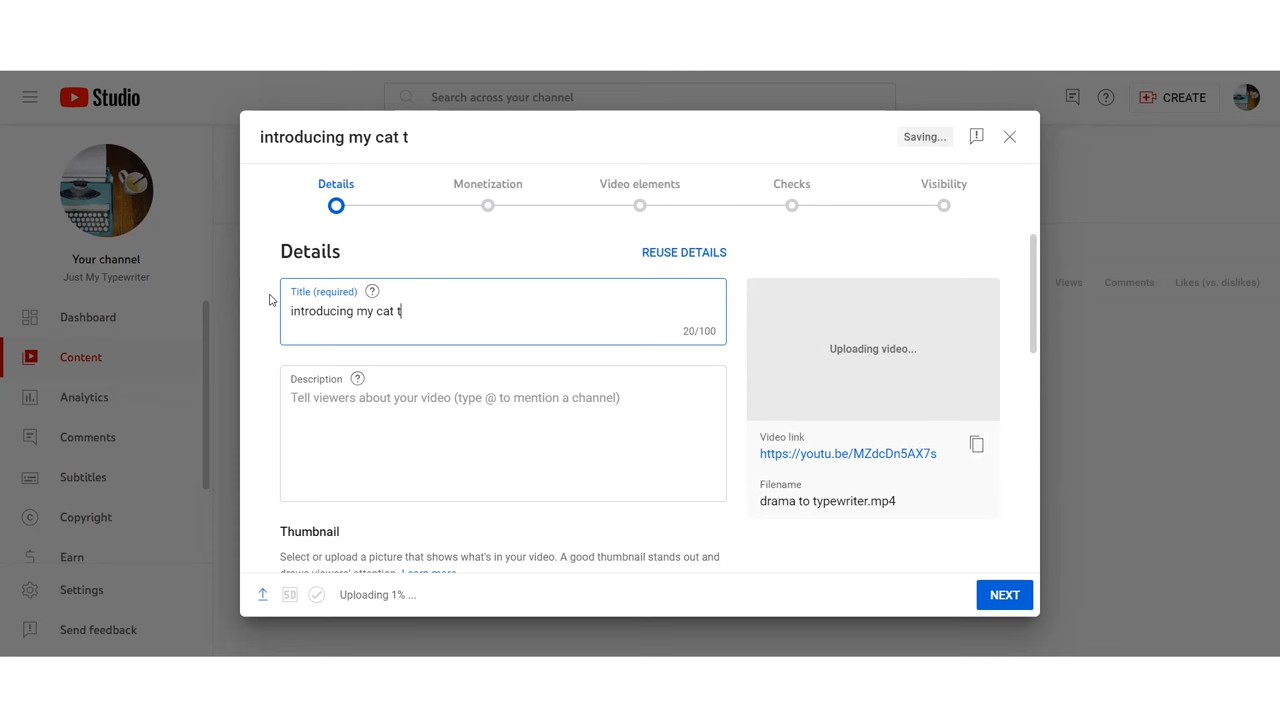 Studio
Search across your channel
CREATE
introducing my cat t
Saving...
Details
Monetization
Video elements
Checks
Visibility
Details
REUSE DETAILS
Title (required)
introducing my cat t
20/100
Description
Tell viewers about your video (type @ to mention a channel)
Uploading video...
Video link
https://youtu.be/MZdcDn5AX7s
Filename
drama to typewriter.mp4
Thumbnail
Select or upload a picture that shows what's in your video. A good thumbnail stands out and
draws viewers' attention. Learn more
SD
Uploading 1% ...
NEXT
Your channel
Just My Typewriter
Dashboard
Content
Analytics
Comments
Subtitles
Copyright
Earn
Settings
Send feedback
Views
Comments
Likes (vs. dislikes)